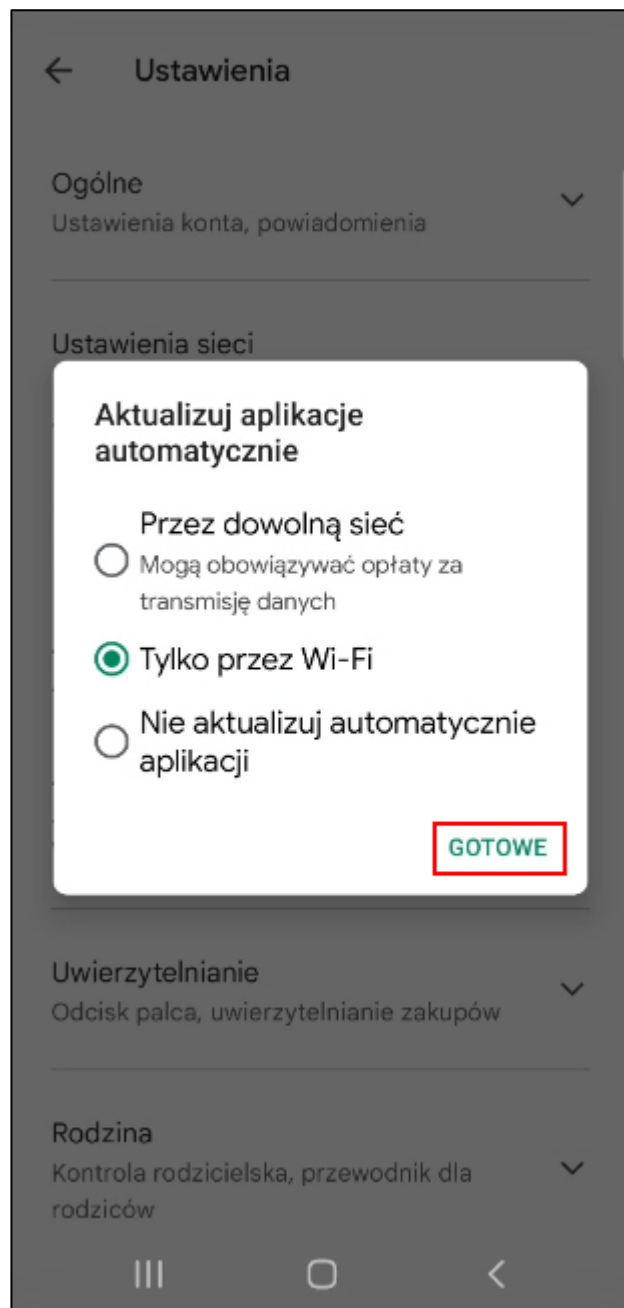 Ustawienia
Ogólne
Ustawienia konta, powiadomienia
Ustawienia sieci
Aktualizuj aplikacje
automatycznie
Przez dowolną sieć
Mogą obowiązywać opłaty za
transmisję danych
Tylko przez Wi-Fi
Nie aktualizuj automatycznie
aplikacji
GOTOWE
Uwierzytelnianie
Odcisk palca, uwierzytelnianie zakupów
Rodzina
Kontrola rodzicielska, przewodnik dla
rodziców